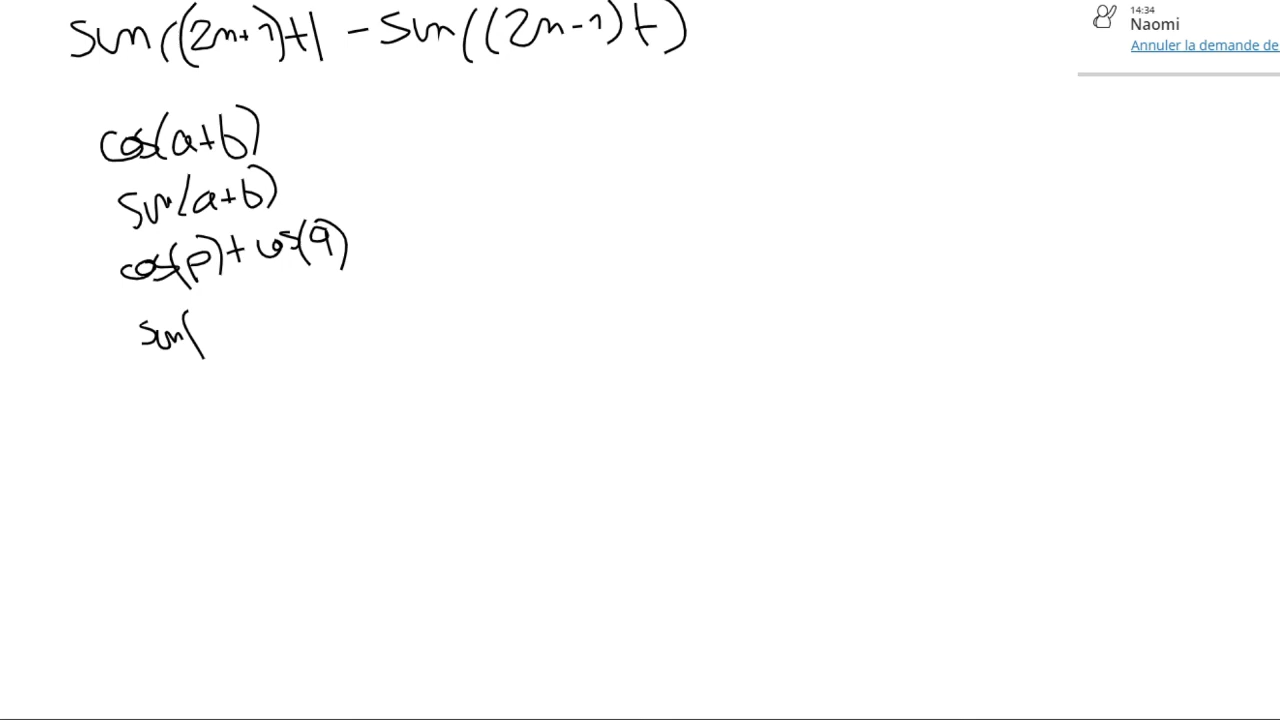 sin((2n+1)t) - sin((2n-1)t)
cos(a+b)
sin(a+b)
cos(p)+cos(q)
sin(
14:34
Naomi
Annuler la demande de